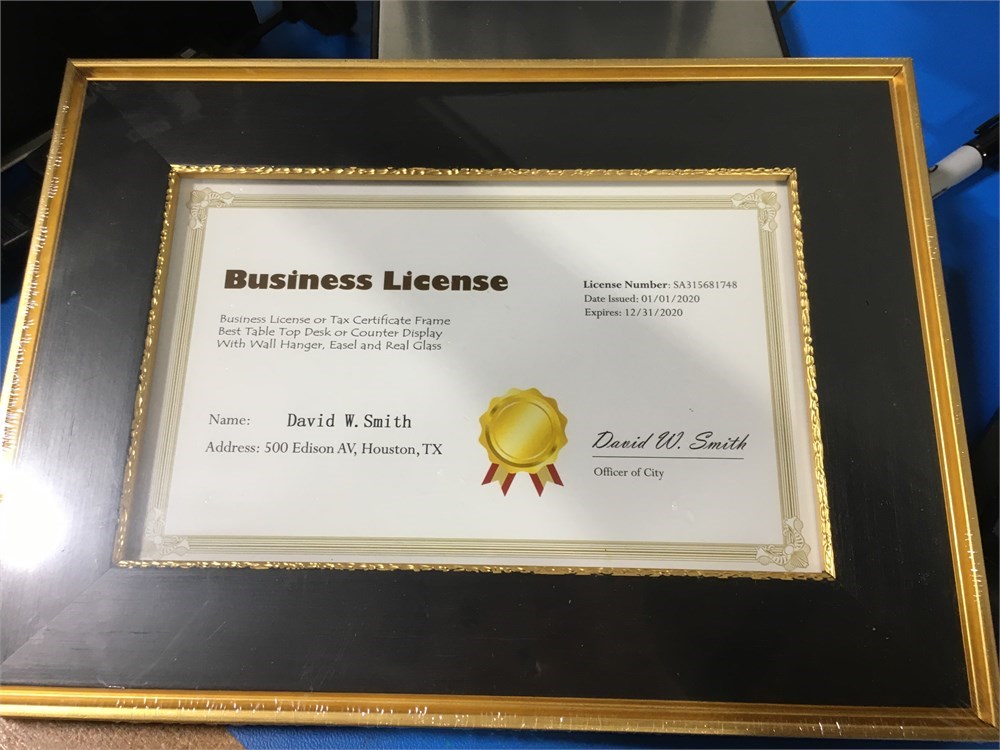 Business License
License Number: SA315681748
Date Issued: 01/01/2020
Expires: 12/31/2020
Business License or Tax Certificate Frame
Best Table Top Desk or Counter Display
With Wall Hanger, Easel and Real Glass
Name: David W. Smith
Address: 500 Edison AV, Houston, TX
David W. Smith
Officer of City